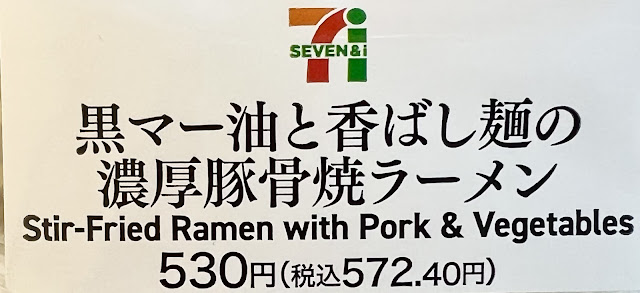 SEVEN&i
黒マー油と香ばし麺の
濃厚豚骨焼ラーメン
Stir-Fried Ramen with Pork & Vegetables
530円(税込572.40円)